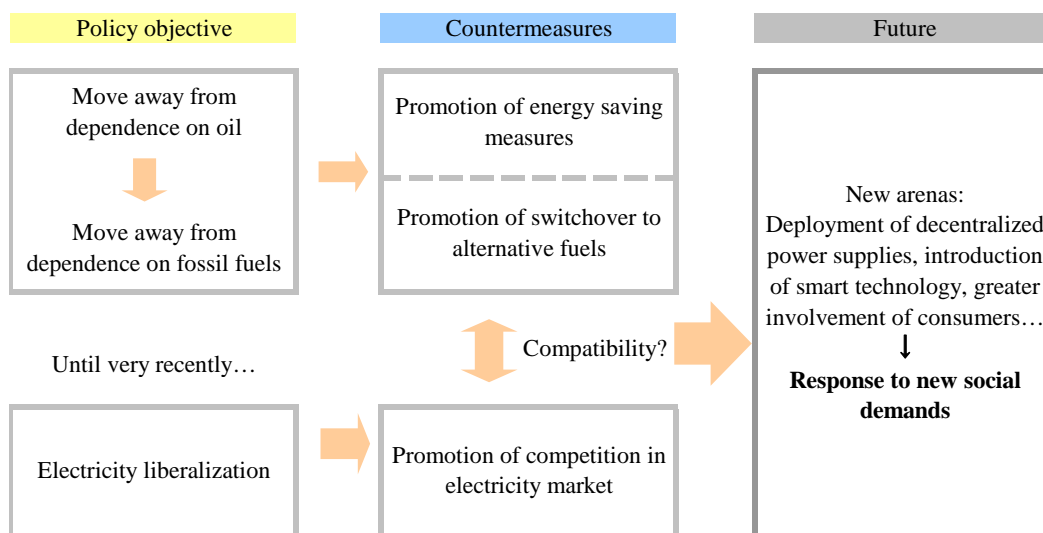 Policy objective
Countermeasures
Future
Move away from
dependence on oil
Move away from
dependence on fossil fuels
Promotion of energy saving
measures
Promotion of switchover to
alternative fuels
New arenas:
Deployment of decentralized
power supplies, introduction
of smart technology, greater
involvement of consumers…
Response to new social
demands
Until very recently…
Compatibility?
Electricity liberalization
Promotion of competition in
electricity market